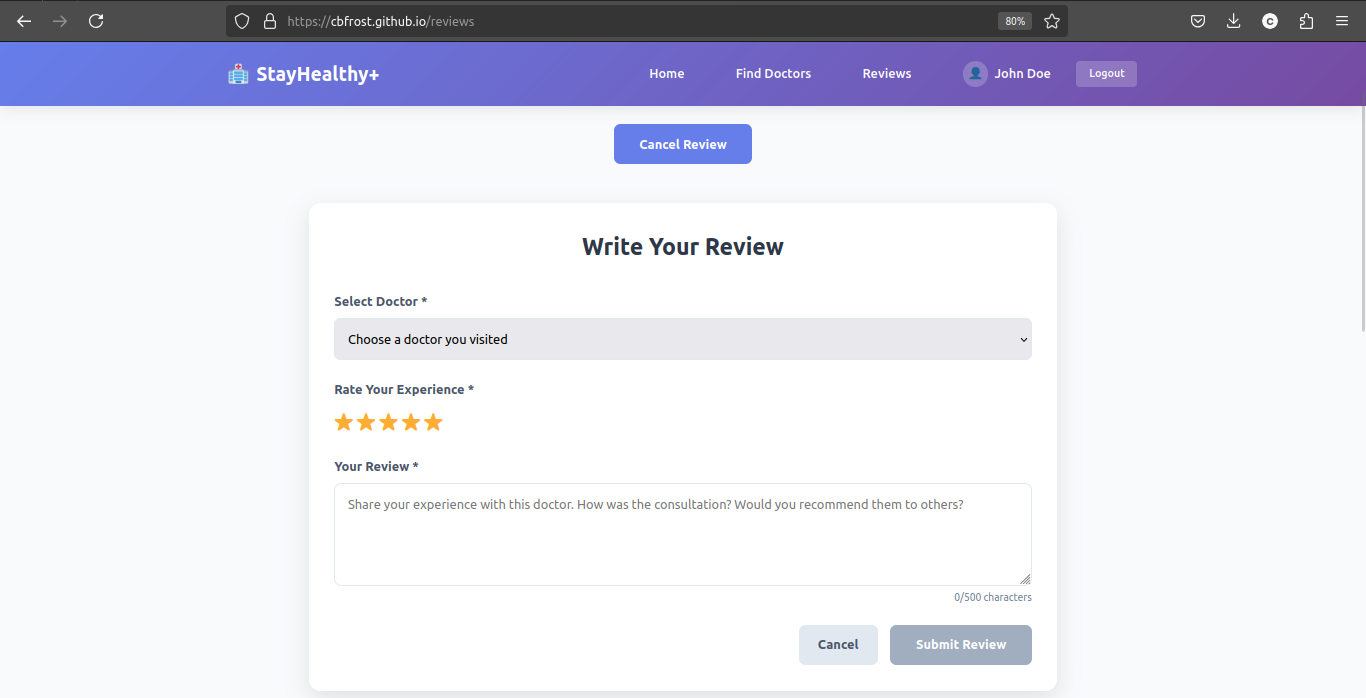 https://cbfrost.github.io/reviews
80%
C
StayHealthy+
Home
Find Doctors
Reviews
John Doe
Logout
Cancel Review
Write Your Review
Select Doctor *
Choose a doctor you visited
Rate Your Experience *
Your Review *
Share your experience with this doctor. How was the consultation? Would you recommend them to others?
0/500 characters
Cancel
Submit Review